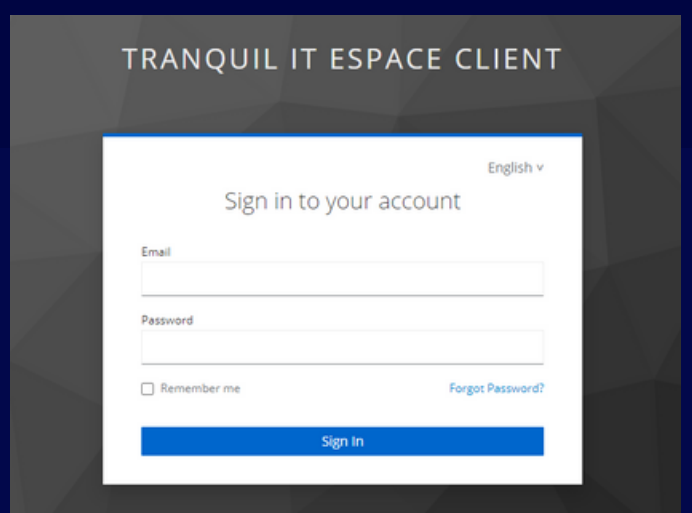 TRANQUIL IT ESPACE CLIENT
English
Sign in to your account
Email
Password
Remember me
Forgot Password?
Sign In